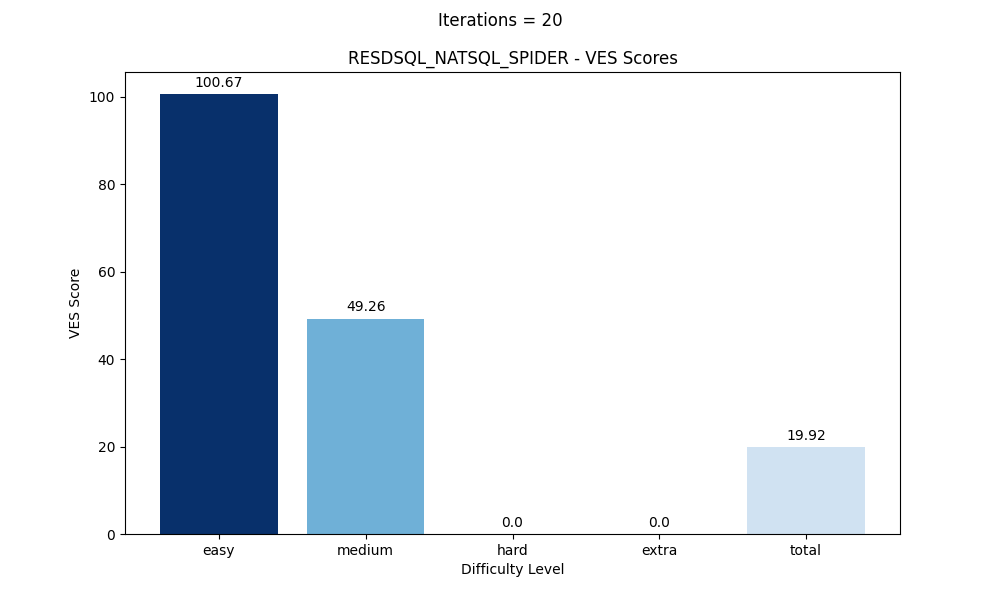 Iterations = 20
RESDSQL_NATSQL_SPIDER - VES Scores
100.67
49.26
0.0
0.0
19.92
100
80
60
40
20
0
VES Score
easy medium hard extra total
Difficulty Level